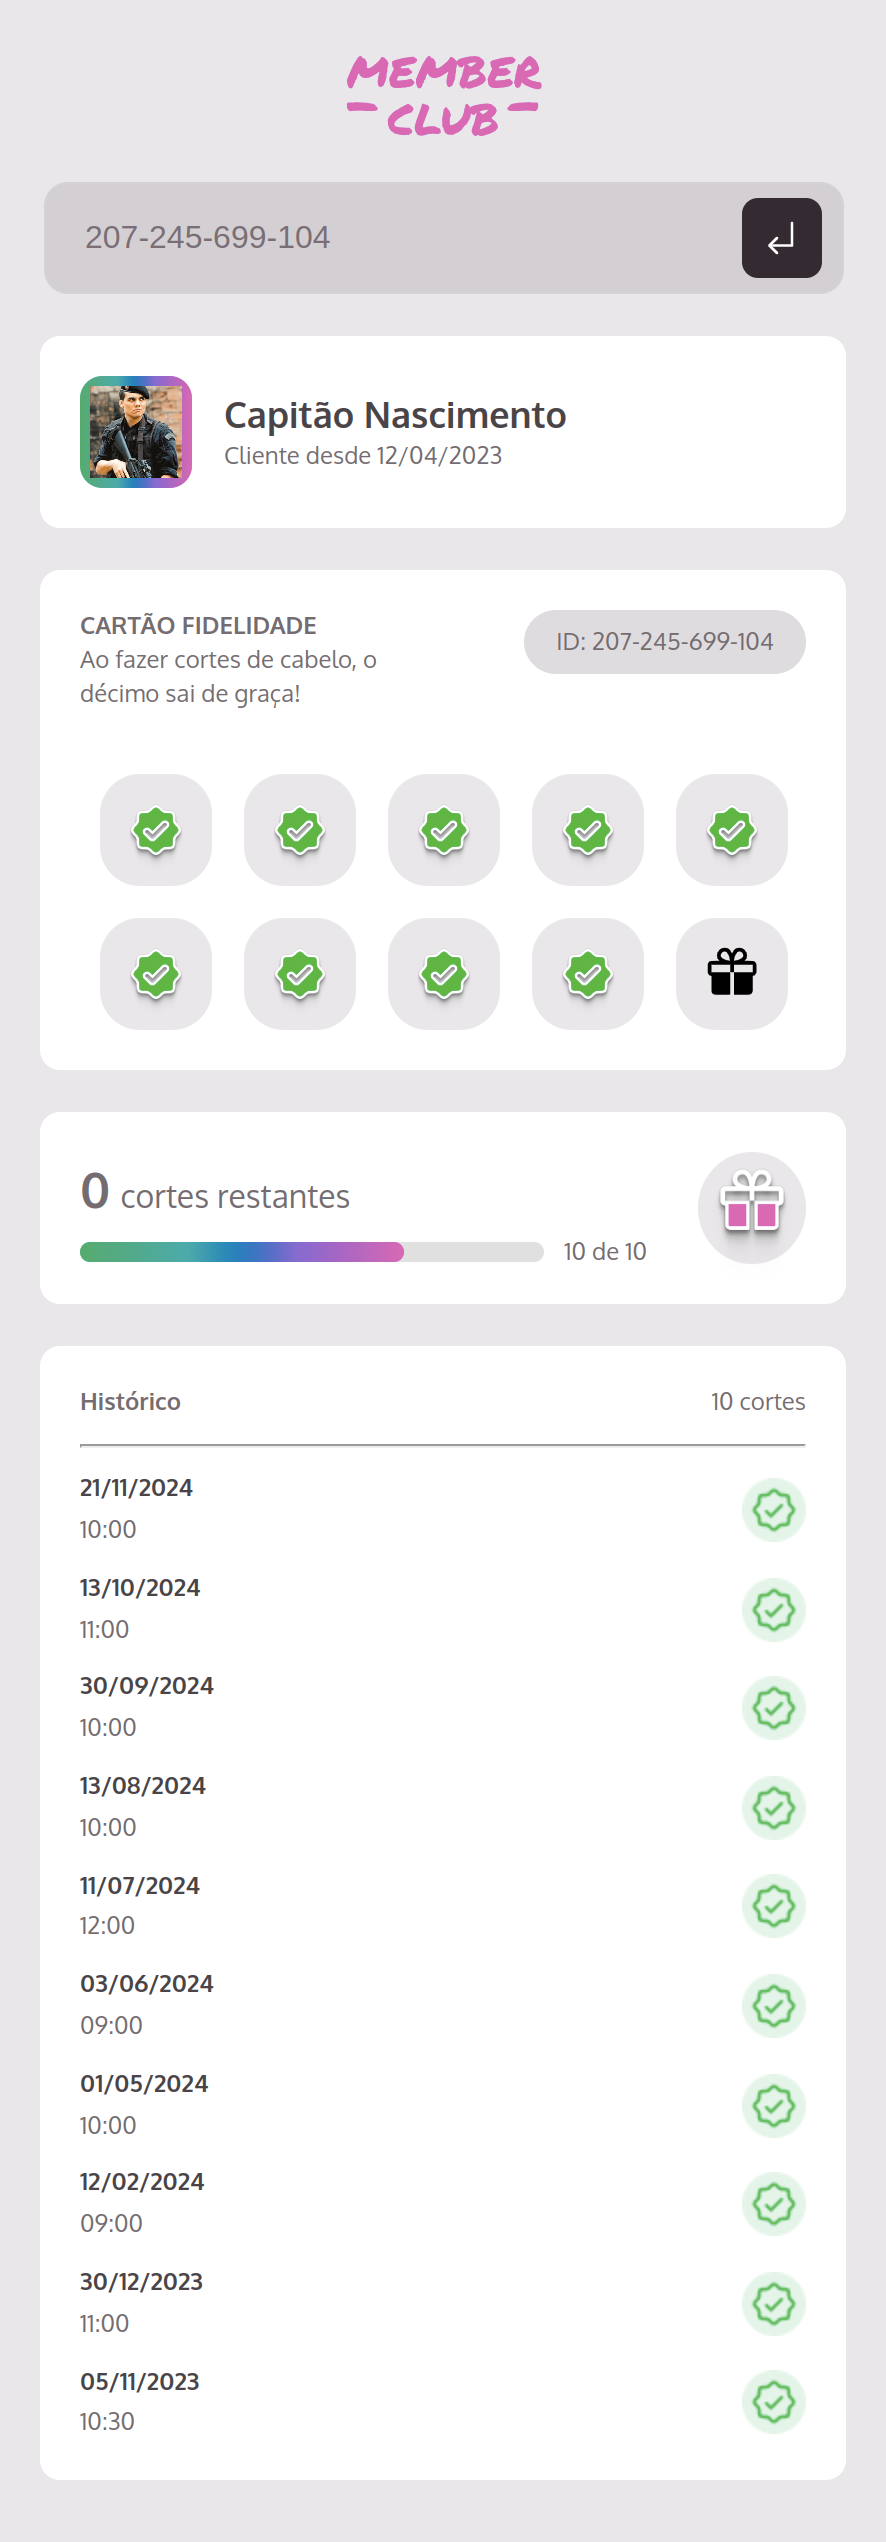 MEMBER
CLUB
207-245-699-104
Capitão Nascimento
Cliente desde 12/04/2023
CARTÃO FIDELIDADE
Ao fazer cortes de cabelo, o
décimo sai de graça!
ID: 207-245-699-104
0 cortes restantes
10 de 10
Histórico
10 cortes
21/11/2024
10:00
13/10/2024
11:00
30/09/2024
10:00
13/08/2024
10:00
11/07/2024
12:00
03/06/2024
09:00
01/05/2024
10:00
12/02/2024
09:00
30/12/2023
11:00
05/11/2023
10:30